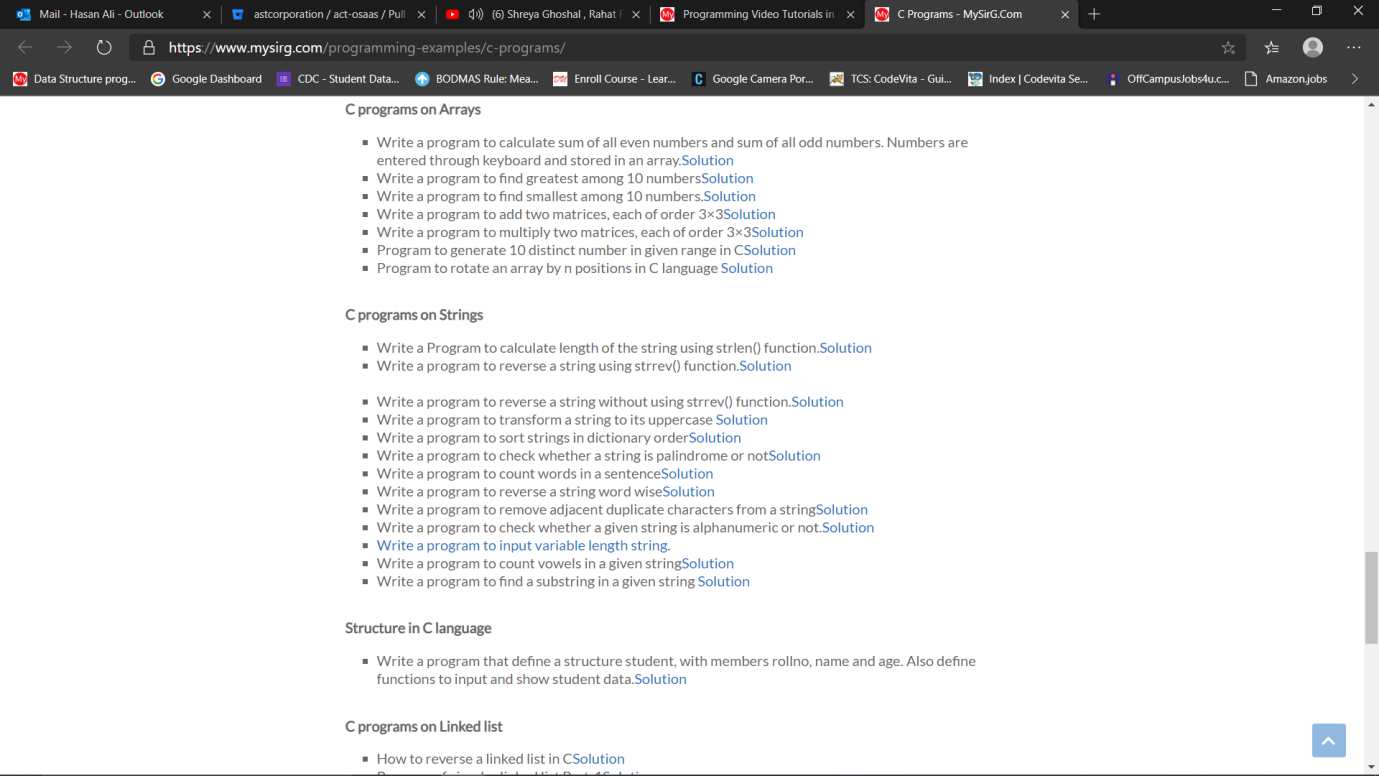 Mail - Hasan Ali - Outlook
astcorporation / act-osaas / Pull
(6) Shreya Ghoshal , Rahat F
Programming Video Tutorials in
C Programs - MySirG.Com
https://www.mysirg.com/programming-examples/c-programs/
My Data Structure prog...
Google Dashboard
CDC - Student Data...
BODMAS Rule: Mea...
Enroll Course - Lear...
Google Camera Por...
TCS: CodeVita - Gui...
Index | Codevita Se...
OffCampusJobs4u.c...
Amazon.jobs
C programs on Arrays
Write a program to calculate sum of all even numbers and sum of all odd numbers. Numbers are
entered through keyboard and stored in an array.Solution
Write a program to find greatest among 10 numbersSolution
Write a program to find smallest among 10 numbers.Solution
Write a program to add two matrices, each of order 3×3Solution
Write a program to multiply two matrices, each of order 3×3Solution
Program to generate 10 distinct number in given range in CSolution
Program to rotate an array by n positions in C language Solution
C programs on Strings
Write a Program to calculate length of the string using strlen() function.Solution
Write a program to reverse a string using strrev() function.Solution
Write a program to reverse a string without using strrev() function.Solution
Write a program to transform a string to its uppercase Solution
Write a program to sort strings in dictionary orderSolution
Write a program to check whether a string is palindrome or notSolution
Write a program to count words in a sentenceSolution
Write a program to reverse a string word wiseSolution
Write a program to remove adjacent duplicate characters from a stringSolution
Write a program to check whether a given string is alphanumeric or not.Solution
Write a program to input variable length string.
Write a program to count vowels in a given stringSolution
Write a program to find a substring in a given string Solution
Structure in C language
Write a program that define a structure student, with members rollno, name and age. Also define
functions to input and show student data.Solution
C programs on Linked list
How to reverse a linked list in CSolution